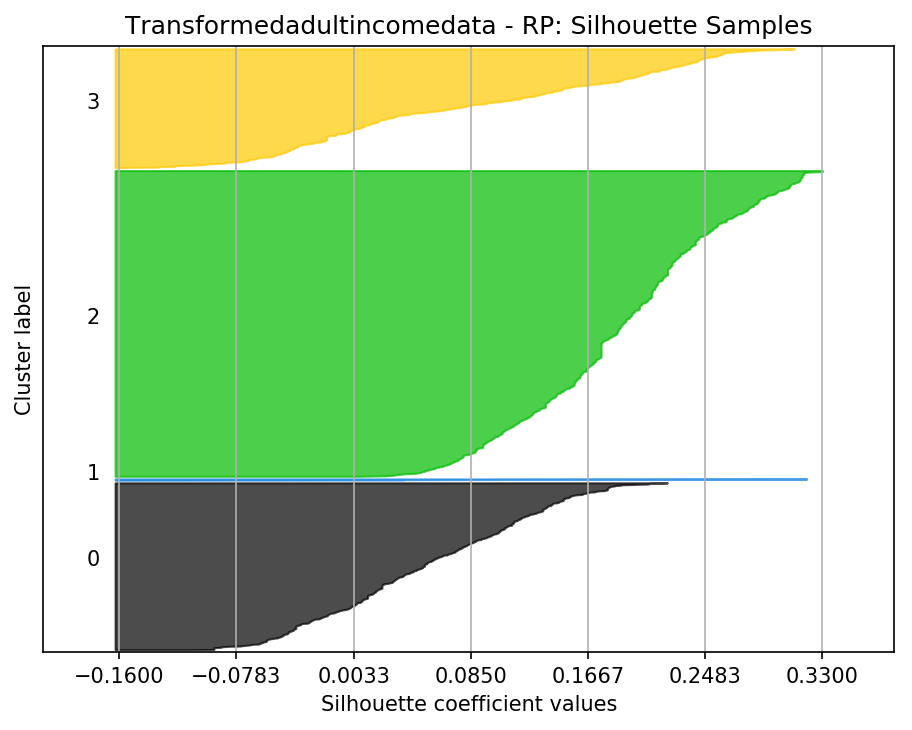 Transformedadultincomedata - RP: Silhouette Samples
Cluster label
3
2
1
0
−0.1600 −0.0783 0.0033 0.0850 0.1667 0.2483 0.3300
Silhouette coefficient values